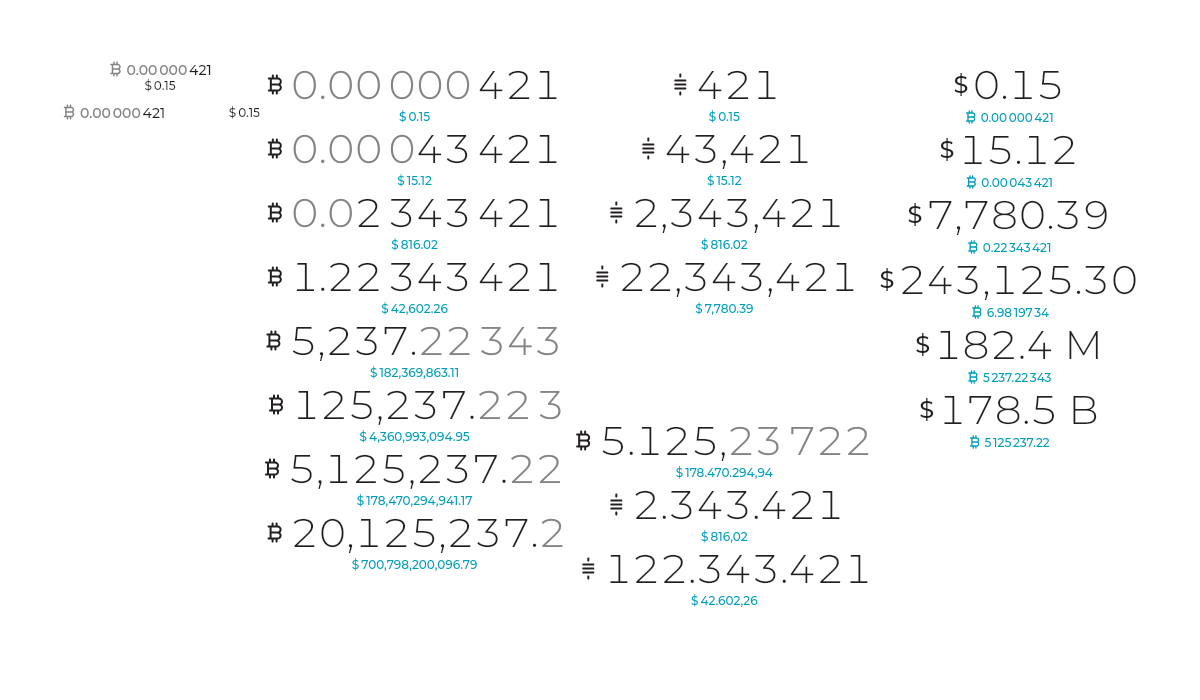 ₿ 0.00 000 421
$ 0.15
₿ 0.00 000 421 $ 0.15
₿ 0.00 000 421
$ 0.15
₿ 0.00 043 421
$ 15.12
₿ 0.02 343 421
$ 816.02
₿ 1.22 343 421
$ 42,602.26
₿ 5,237.22 343
$ 182,369,863.11
₿ 125,237.22 3
$ 4,360,993,094.95
₿ 5,125,237.22
$ 178,470,294,941.17
₿ 20,125,237.2
$ 700,798,200,096.79
421
$ 0.15
43,421
$ 15.12
2,343,421
$ 816.02
22,343,421
$ 7,780.39
₿ 5.125,23 722
$ 178.470.294,94
2.343.421
$ 816,02
122.343.421
$ 42.602,26
$ 0.15
₿ 0.00 000 421
$ 15.12
₿ 0.00 043 421
$ 7,780.39
₿ 0.22 343 421
$ 243,125.30
₿ 6.98 197 34
$ 182.4 M
₿ 5 237.22 343
$ 178.5 B
₿ 5 125 237.22